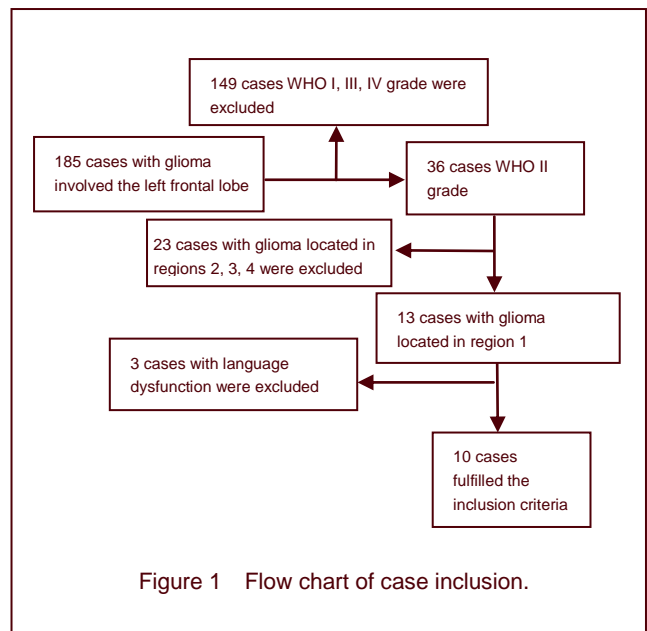 149 cases WHO I, III, IV grade were
excluded
185 cases with glioma
involved the left frontal lobe
36 cases WHO II
grade
23 cases with glioma located in
regions 2, 3, 4 were excluded
13 cases with glioma
located in region 1
3 cases with language
dysfunction were excluded
10 cases
fulfilled the
inclusion criteria
Figure 1 Flow chart of case inclusion.